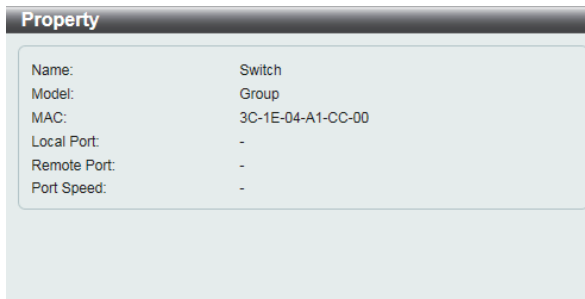 Property
Name: Switch
Model: Group
MAC: 3C-1E-04-A1-CC-00
Local Port: -
Remote Port: -
Port Speed: -